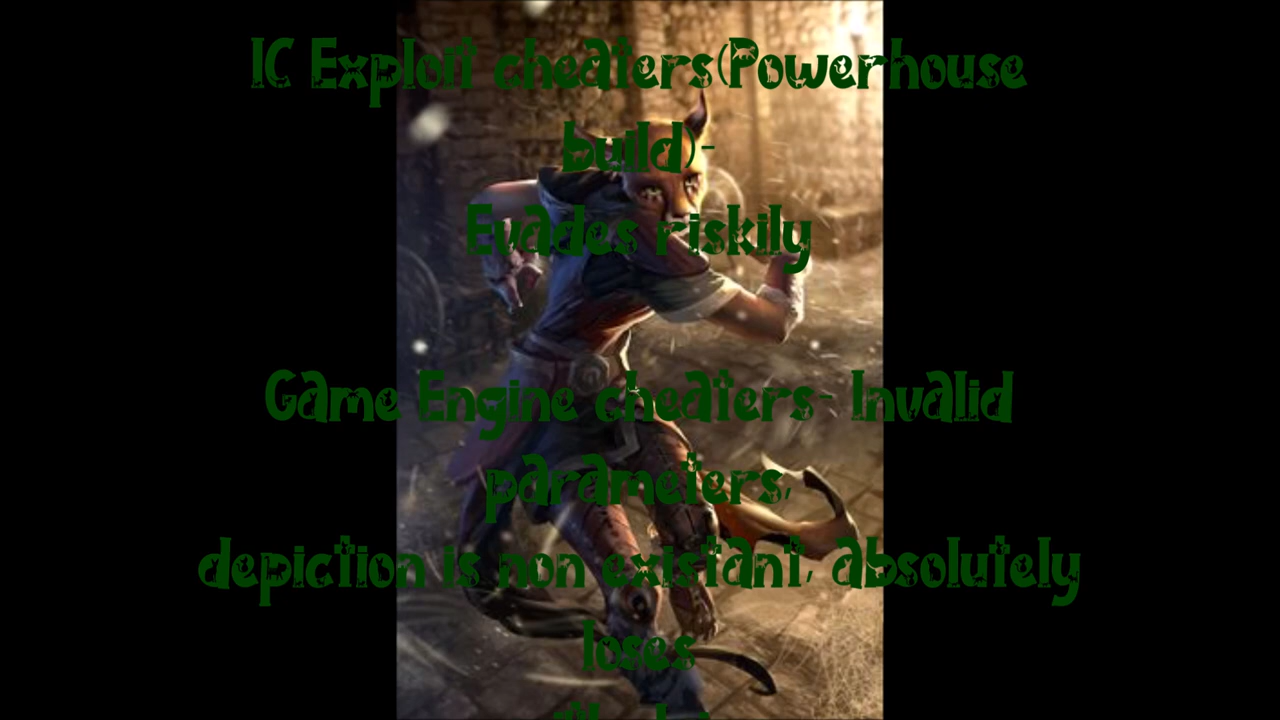 IC Exploit cheaters(Powerhouse
build)-
Evades riskily
Game Engine cheaters- Invalid
parameters,
depiction is non existant, absolutely
loses